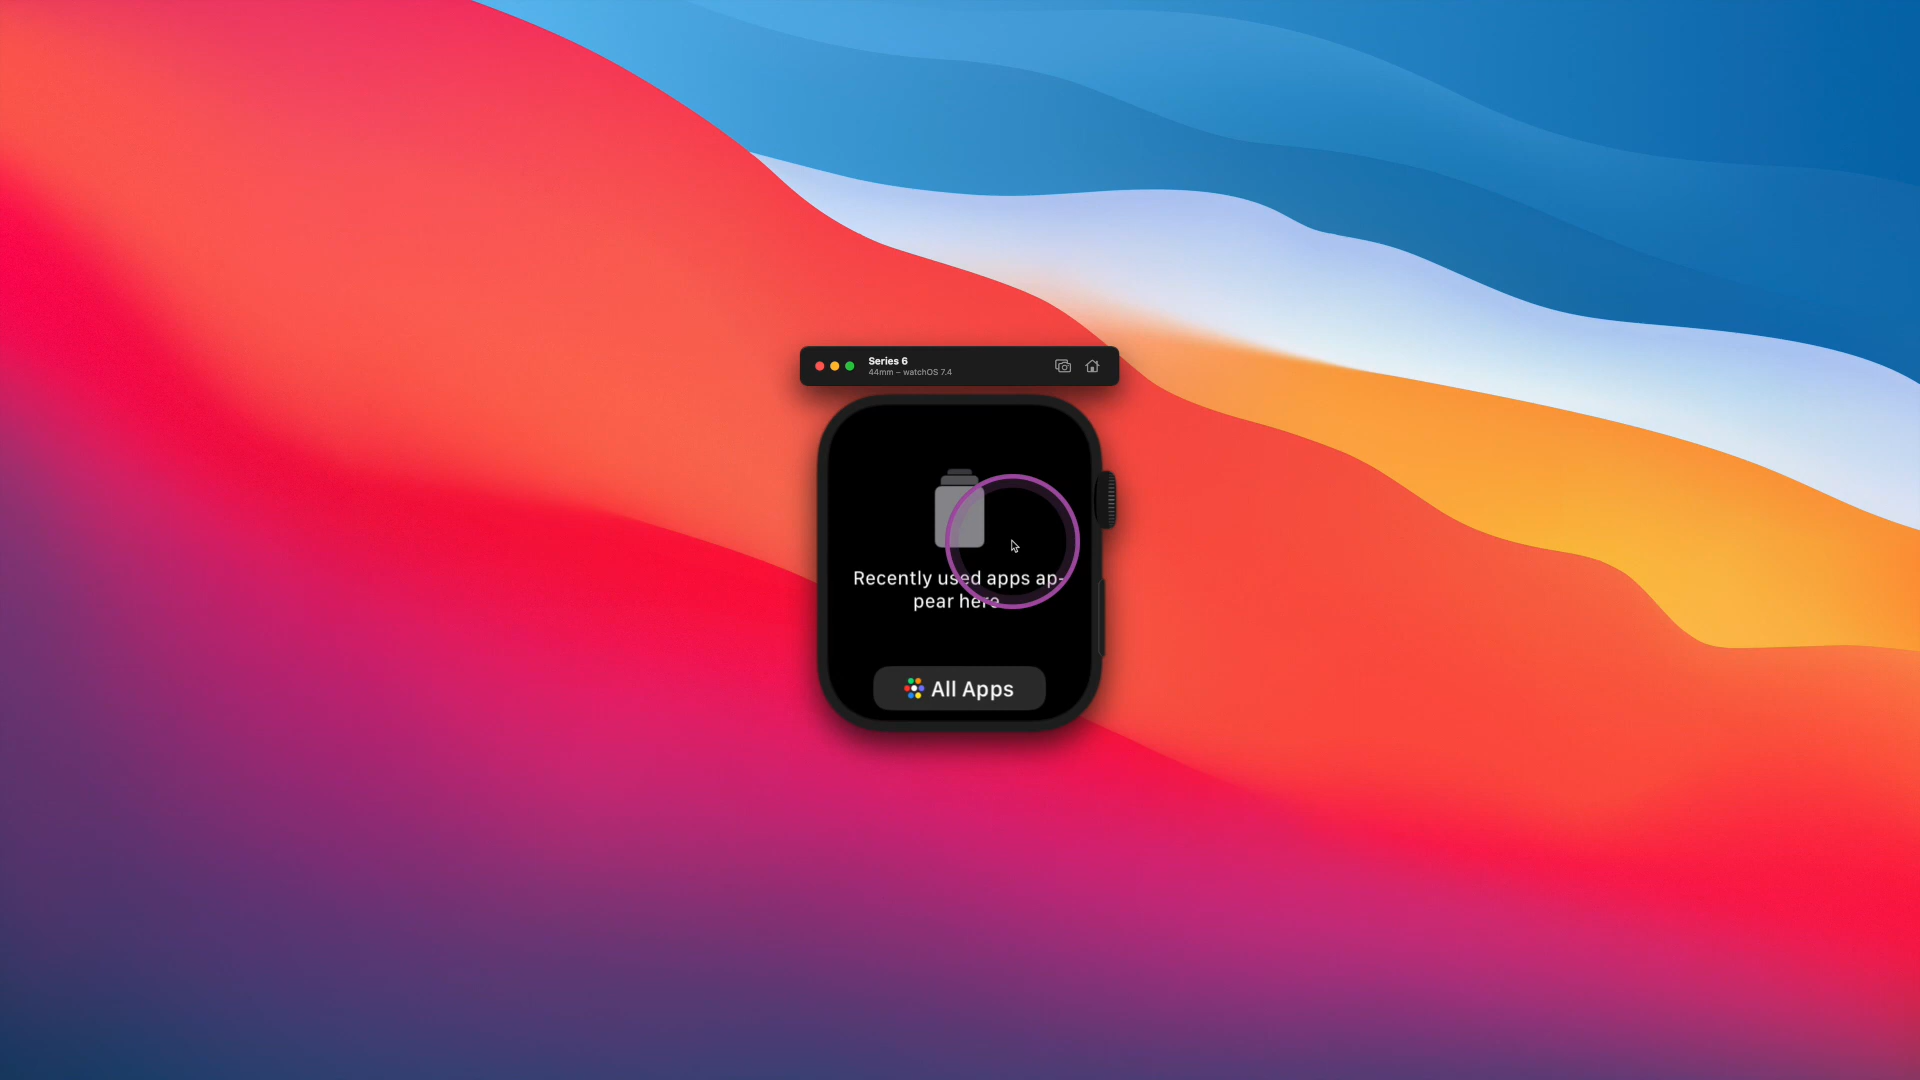 Series 6
44mm – watchOS 7.4
Recently used apps ap-
pear here
All Apps